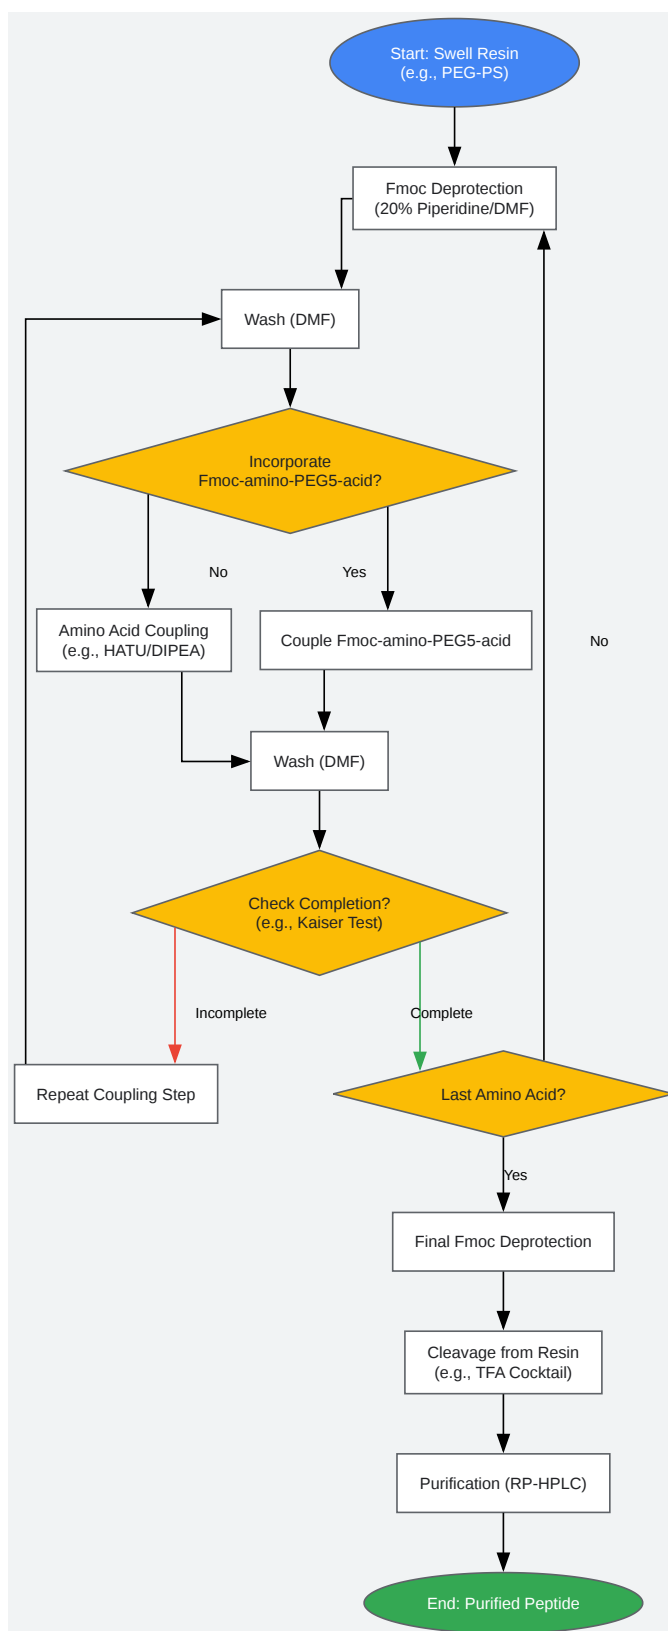 Start: Swell Resin
(e.g., PEG-PS)
Fmoc Deprotection
(20% Piperidine/DMF)
Wash (DMF)
Incorporate
Fmoc-amino-PEG5-acid?
No
Yes
Amino Acid Coupling
(e.g., HATU/DIPEA)
Couple Fmoc-amino-PEG5-acid
No
Wash (DMF)
Check Completion?
(e.g., Kaiser Test)
Incomplete
Complete
Repeat Coupling Step
Last Amino Acid?
Yes
Final Fmoc Deprotection
Cleavage from Resin
(e.g., TFA Cocktail)
Purification (RP-HPLC)
End: Purified Peptide